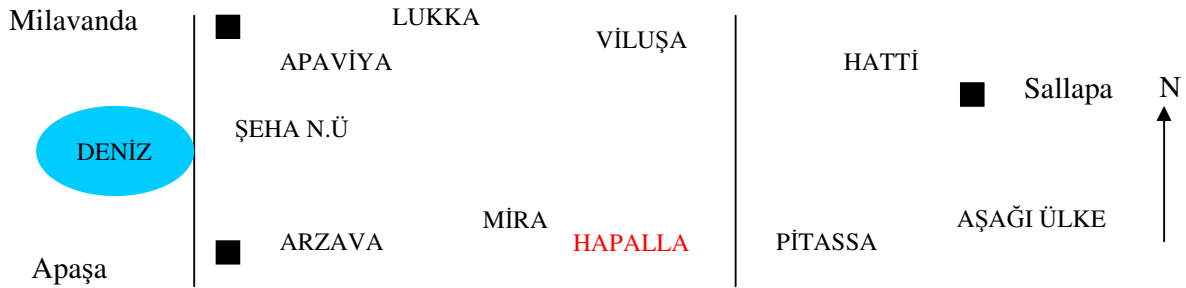 Milavanda
LUKKA
VİLUŞA
APAVİYA
HATTİ
Sallapa
N
ŞEHA N.Ü
DENİZ
MİRA
AŞAĞI ÜLKE
ARZAVA
HAPALLA
PİTASSA
Apaşa